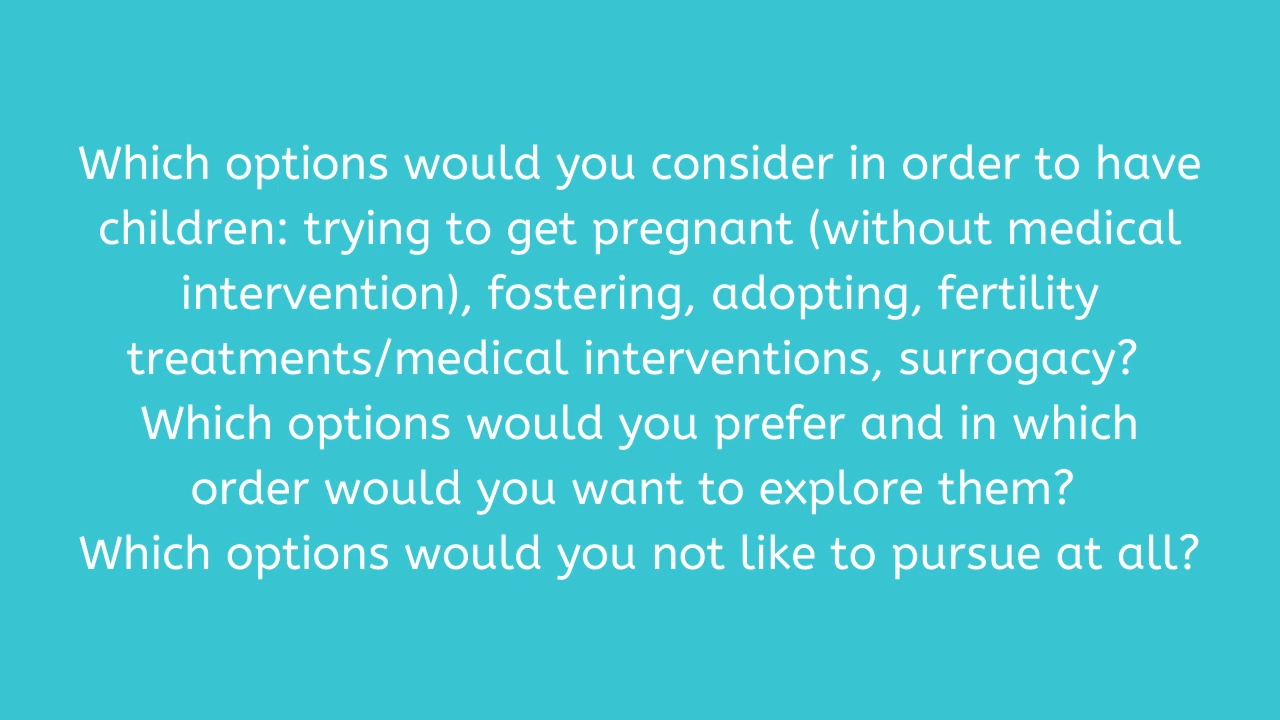 Which options would you consider in order to have
children: trying to get pregnant (without medical
intervention), fostering, adopting, fertility
treatments/medical interventions, surrogacy?
Which options would you prefer and in which
order would you want to explore them?
Which options would you not like to pursue at all?